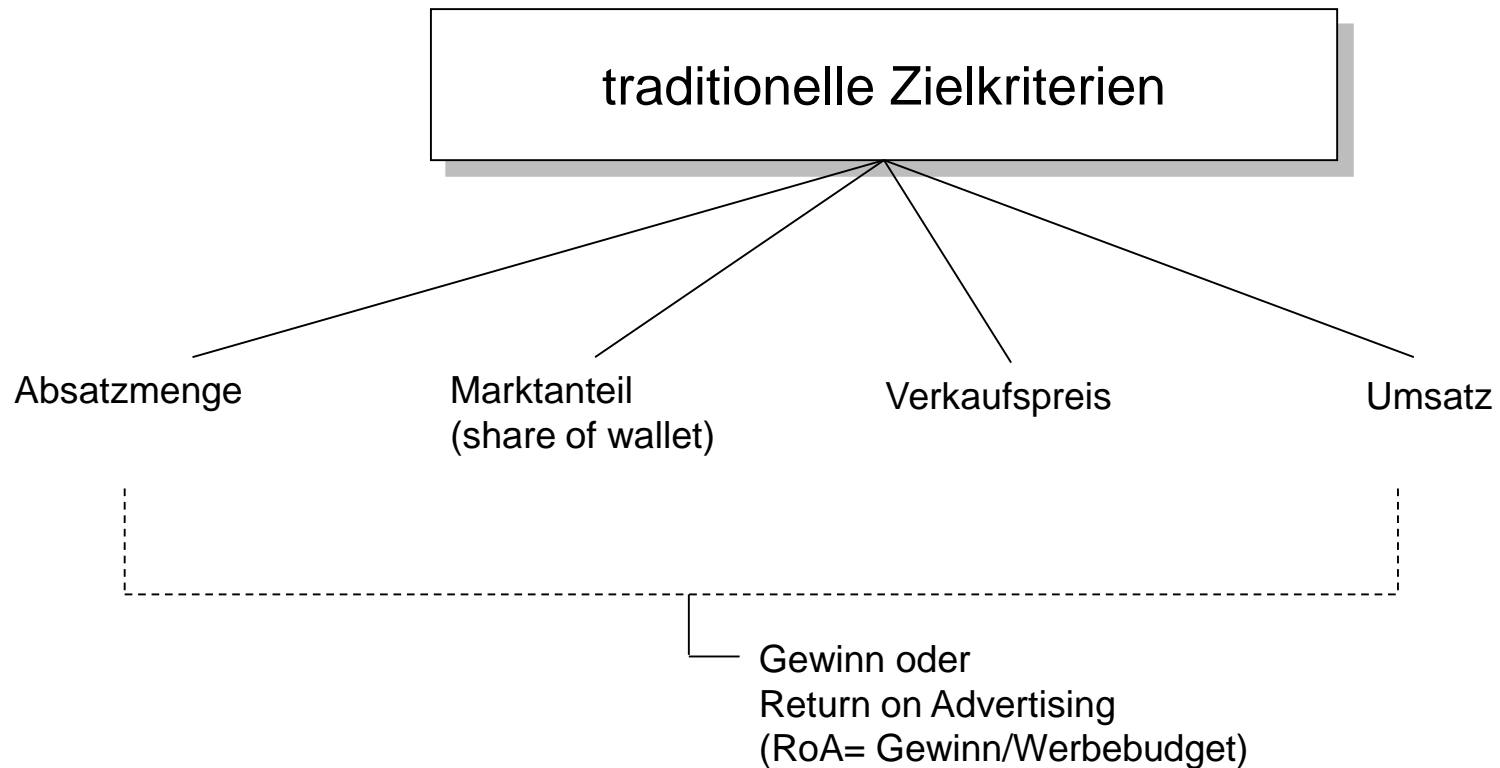 traditionelle Zielkriterien
Absatzmenge
Marktanteil
(share of wallet)
Verkaufspreis
Umsatz
Gewinn oder
Return on Advertising
(RoA= Gewinn/Werbebudget)